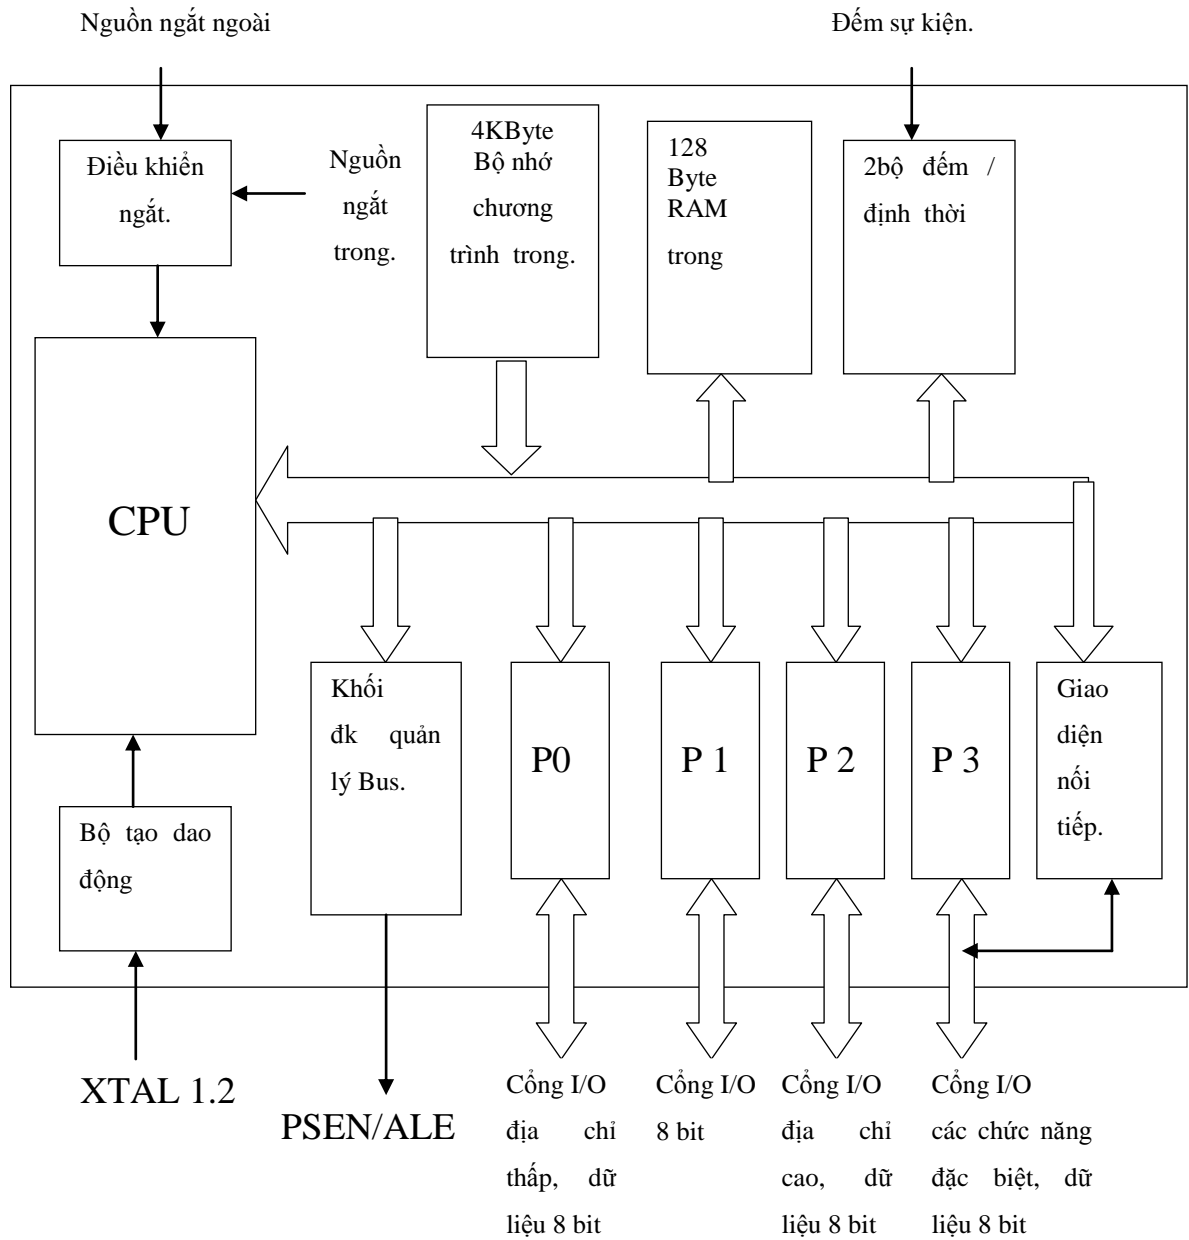 Nguồn ngắt ngoài
Đếm sự kiện.
Điều khiển
ngắt.
Nguồn
ngắt
trong.
4KByte
Bộ nhớ
chương
trình trong.
128
Byte
RAM
trong
2bộ đếm /
định thời
CPU
Khối
đk quản
lý Bus.
P0
P 1
P 2
P 3
Giao
diện
nối
tiếp.
Bộ tạo dao
động
XTAL 1.2
PSEN/ALE
Cổng I/O
địa chỉ
thấp, dữ
liệu 8 bit
Cổng I/O
8 bit
Cổng I/O
địa chỉ
cao, dữ
liệu 8 bit
Cổng I/O
các chức năng
đặc biệt, dữ
liệu 8 bit